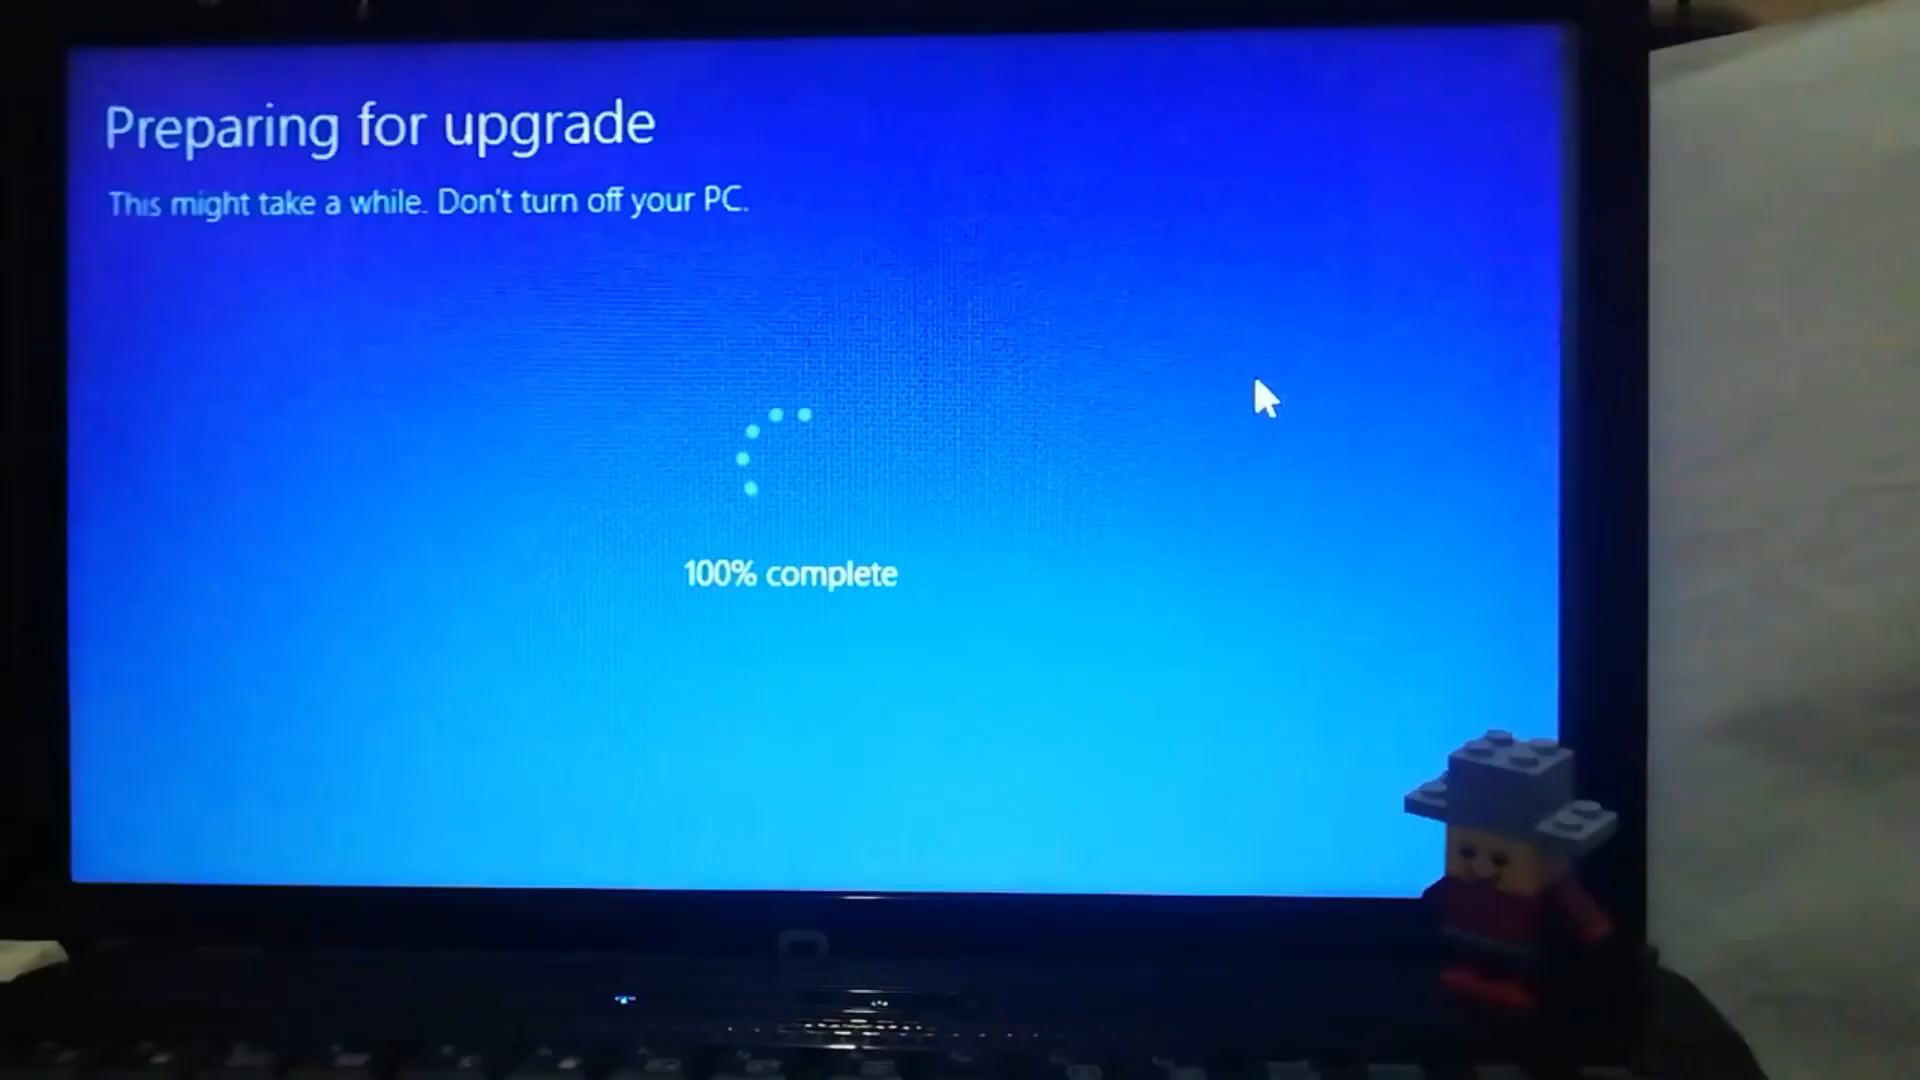 Preparing for upgrade
This might take a while. Don't turn off your PC.
100% complete